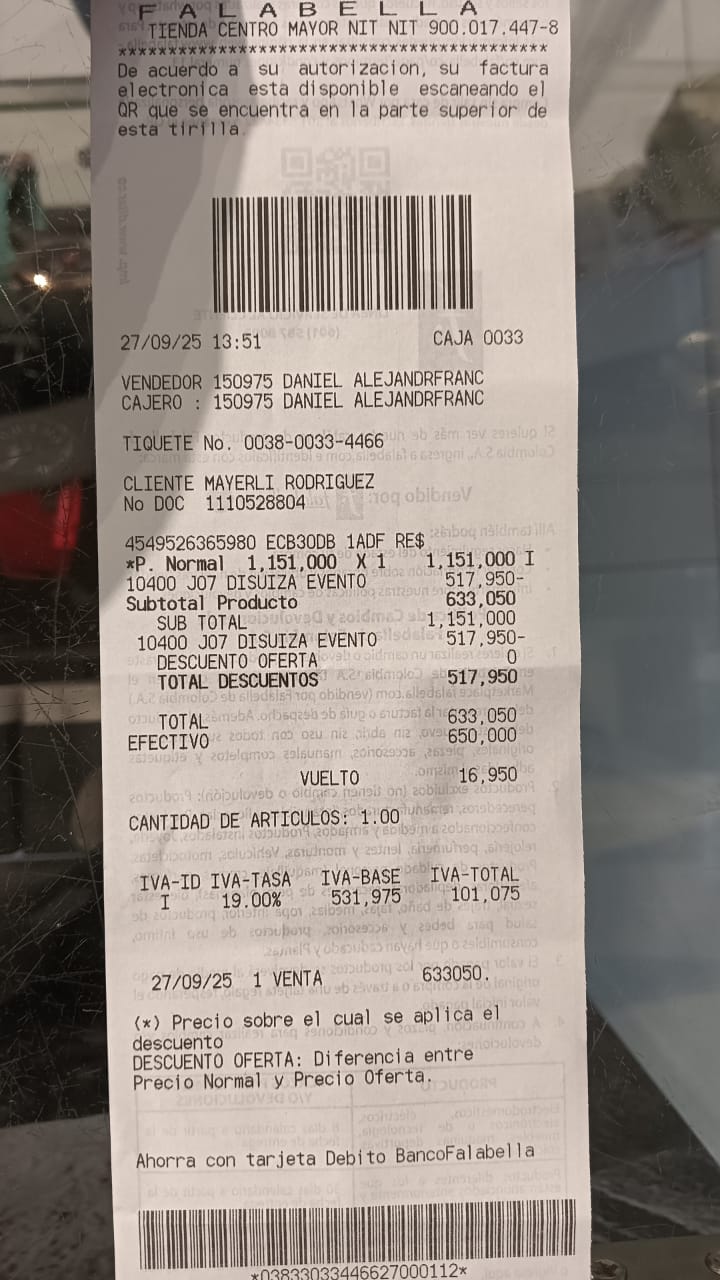 F A L A B E L L A
TIENDA CENTRO MAYOR NIT NIT 900.017.447-8
*******************************************
De acuerdo a su autorizacion, su factura
electronica esta disponible escaneando el
QR que se encuentra en la parte superior de
esta tirilla.
27/09/25 13:51 CAJA 0033
VENDEDOR 150975 DANIEL ALEJANDRFRANC
CAJERO : 150975 DANIEL ALEJANDRFRANC
TIQUETE No. 0038-0033-4466
CLIENTE MAYERLI RODRIGUEZ
No DOC 1110528804
4549526365980 ECB30DB 1ADF RE$
*P. Normal 1,151,000 X 1 1,151,000 I
10400 J07 DISUIZA EVENTO 517,950-
Subtotal Producto 633,050
SUB TOTAL 1,151,000
10400 J07 DISUIZA EVENTO 517,950-
DESCUENTO OFERTA 0
TOTAL DESCUENTOS 517,950
TOTAL 633,050
EFECTIVO 650,000
VUELTO 16,950
CANTIDAD DE ARTICULOS: 1.00
IVA-ID IVA-TASA IVA-BASE IVA-TOTAL
I 19.00% 531,975 101,075
27/09/25 1 VENTA 633050.
(*) Precio sobre el cual se aplica el
descuento
DESCUENTO OFERTA: Diferencia entre
Precio Normal y Precio Oferta.
Ahorra con tarjeta Debito BancoFalabella
*03833033446627000112*